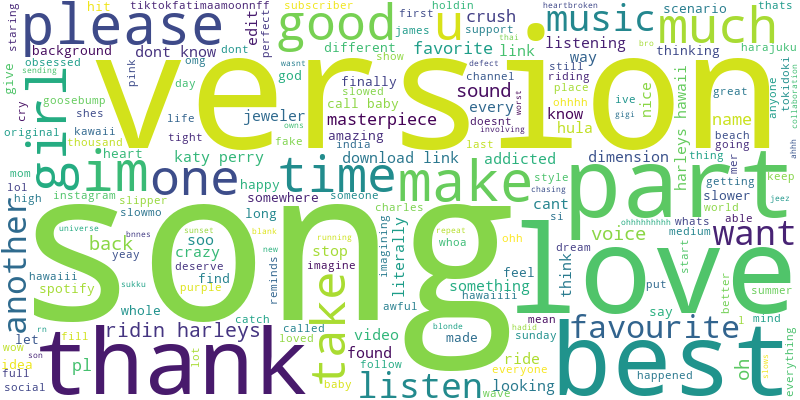 tiktokfatimaamoonnff
subscriber
holdin
heartbroken
scenario
thats
hit
staring
please
edit
perfect
good
u
crush
first
james
support
music
much
harajuku
background
dont know
dont
different
favorite
link
listening
way
thinking
obsessed
omg
god
show
thai
bro
girl
version
give
cry
goosebump
pink
day
slowed
call baby
finally
defect
channel
wasnt
still
riding
place
ohhhh
ive
gigi
nice
harleys hawaii
great
name
anyone
tokidoki
collaboration
original
kawaii
thousand
shes
life
tight
jeweler
owns
fake
masterpiece
amazing
india
sound
every
doesnt
worst
involving
know
hula
last
beach
going
ahhh
mom
heart
gim
one
katy perry
time
download link
addicted
make
dimension
part
thing
mer
getting
keep
lol
high
instagram
slipper
slowmo
happy
somewhere
someone
style
chasing
cant
si
slower
world
jeez
another
song
long
charles
literally
imagining
whats
medium
able
want
universe
bnnes
back
yeay
sunset
soo
crazy
deserve
blank
new
reminds
running
stop
imagine
repeat
whoa
ohh
something
feel
hawaiiii
think
dream
ohhhhhhhhh
voice
put
say
start
better
summer
love
l
mind
everything
hawaiii
spotify
sukku
purple
find
whole
catch
awful
rn
let
ridin harleys
called
loved
take
video
found
follow
blonde
made
hadid
mean
sunday
favourite
happened
oh
slows
wow
idea
son
fill
full
social
thank
pl
lot
baby
listen
ride
everyone
looking
wave
best
sending